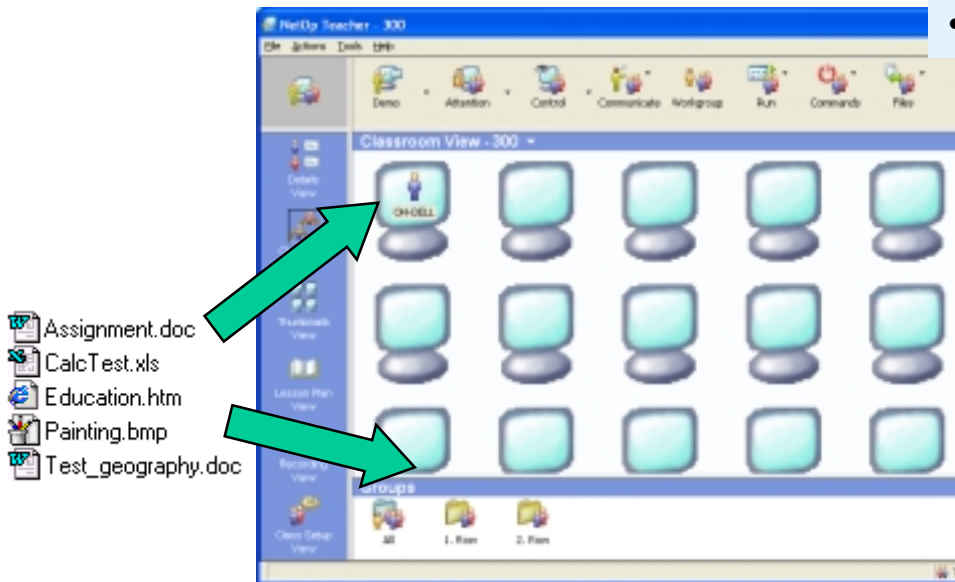 NetOp Teacher - 300
File Actions Tools Help
Demo Attention Control Communicate Workgroup Run Commands Files
Classroom View - 300
Details View
OH-DELL
Thumbnails View
Assignment.doc
CalcTest.xls
Education.htm
Painting.bmp
Test_geography.doc
Lesson Plan View
Recording View
Groups
Class Setup View
All 1. Row 2. Row